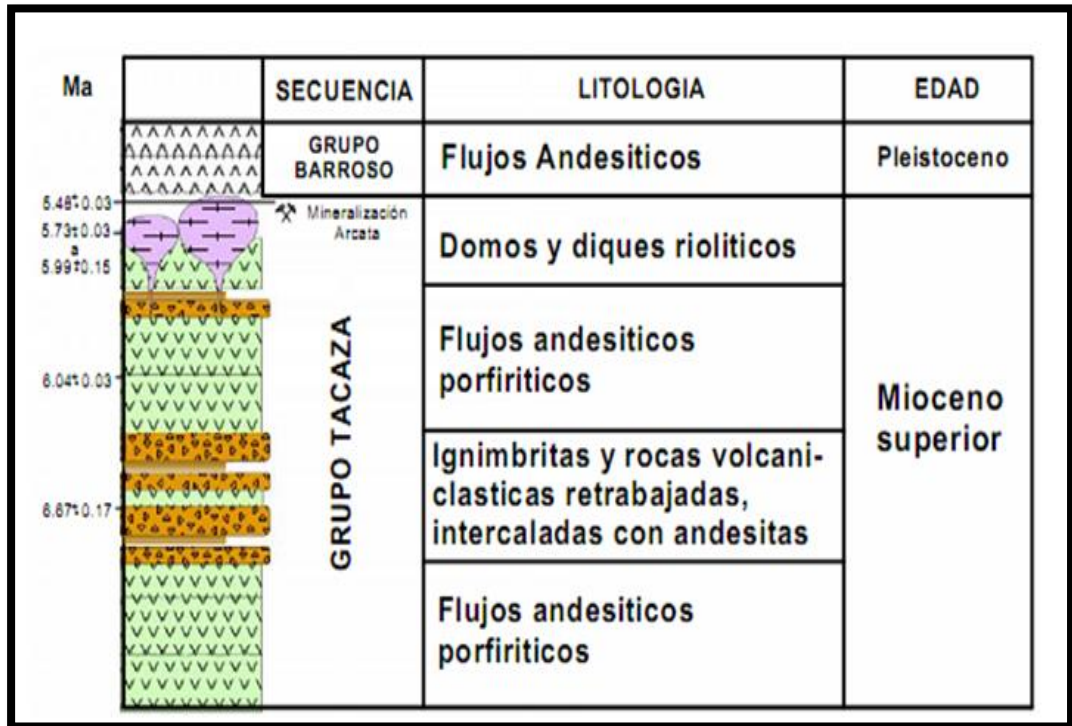 Ma
SECUENCIA
LITOLOGIA
EDAD
GRUPO
BARROSO
Flujos Andesiticos
Pleistoceno
5.48±0.03
5.73±0.03
a
5.99±0.15
Mineralización
Arcata
Domos y diques rioliticos
GRUPO TACAZA
6.04±0.03
Flujos andesiticos
porfiriticos
Mioceno
superior
6.87±0.17
Ignimbritas y rocas volcani-
clasticas retrabajadas,
intercaladas con andesitas
Flujos andesiticos
porfiriticos